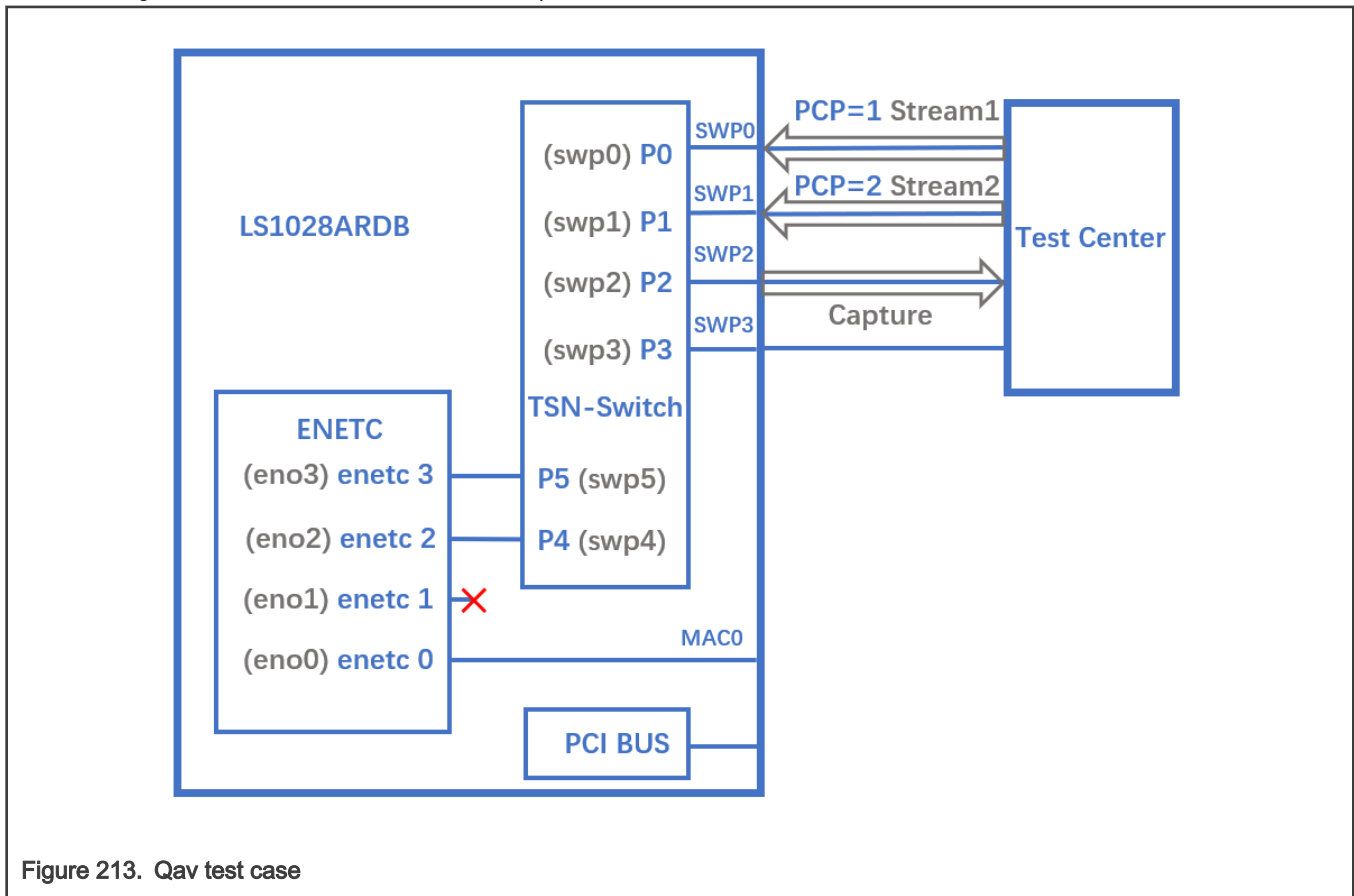 PCP=1 Stream1
SWP0
(swp0) P0
PCP=2 Stream2
SWP1
(swp1) P1
LS1028ARDB
Test Center
SWP2
(swp2) P2
Capture
SWP3
(swp3) P3
TSN-Switch
ENETC
(eno3) enetc 3
P5 (swp5)
(eno2) enetc 2
P4 (swp4)
(eno1) enetc 1
MAC0
(eno0) enetc 0
PCI BUS
Figure 213. Qav test case